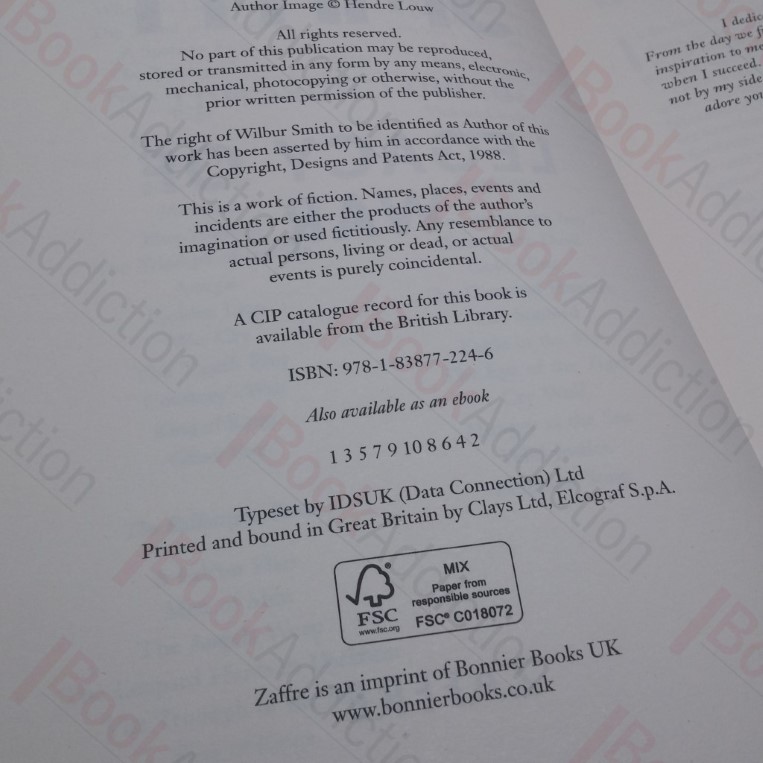 Author Image © Hendre Louw
All rights reserved.
No part of this publication may be reproduced,
stored or transmitted in any form by any means, electronic,
mechanical, photocopying or otherwise, without the
prior written permission of the publisher.
The right of Wilbur Smith to be identified as Author of this
work has been asserted by him in accordance with the
Copyright, Designs and Patents Act, 1988.
This is a work of fiction. Names, places, events and
incidents are either the products of the author's
imagination or used fictitiously. Any resemblance to
actual persons, living or dead, or actual
events is purely coincidental.
A CIP catalogue record for this book is
available from the British Library.
ISBN: 978-1-83877-224-6
Also available as an ebook
1 3 5 7 9 10 8 6 4 2
Typeset by IDSUK (Data Connection) Ltd
Printed and bound in Great Britain by Clays Ltd, Elcograf S.p.A.
FSC
www.fsc.org
MIX
Paper from
responsible sources
FSC® C018072
Zaffre is an imprint of Bonnier Books UK
www.bonnierbooks.co.uk
I dedic
From the day we f
inspiration to me
when I succeed.
not by my side
adore you
BookAddiction